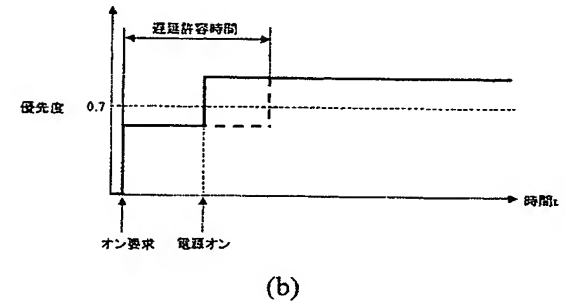 遅延許容時間
優先度 0.7
時間t
オン要求 電源オン
(b)